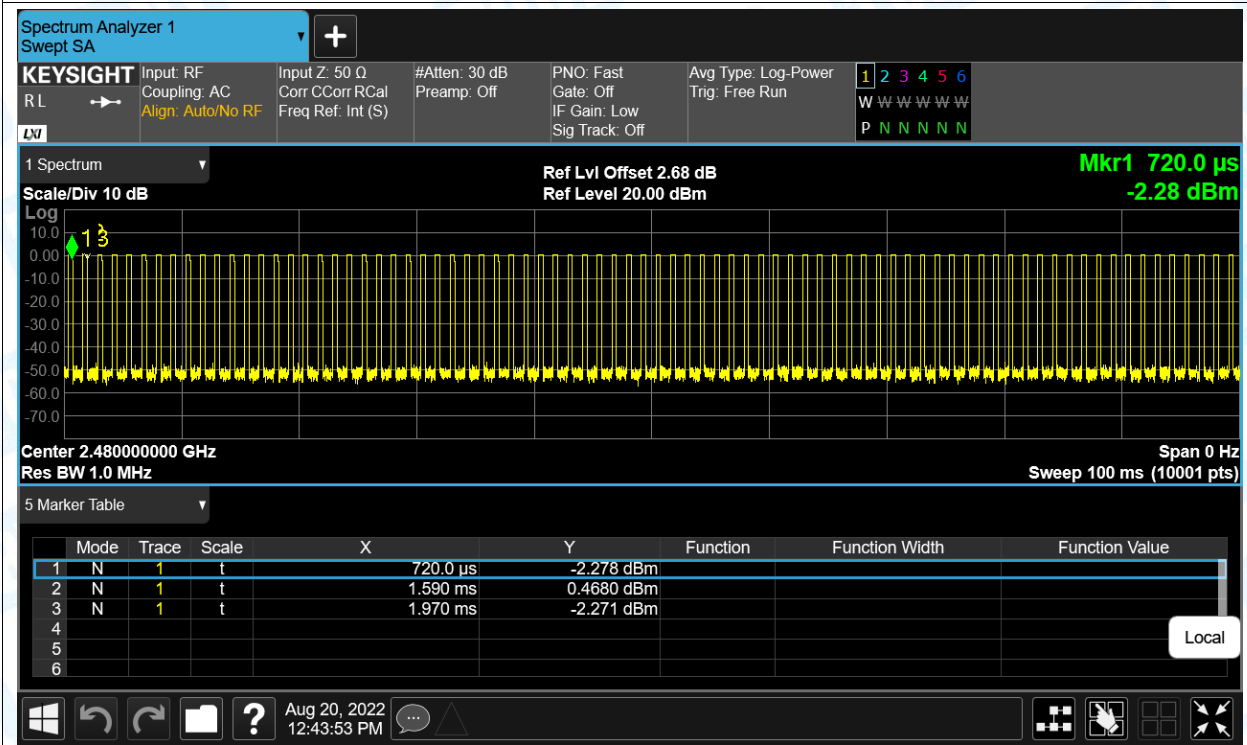 Spectrum Analyzer 1
Swept SA
+
KEYSIGHT
R L
LXI
Input: RF
Coupling: AC
Align: Auto/No RF
Input Z: 50 Ω
Corr CCorr RCal
Freq Ref: Int (S)
#Atten: 30 dB
Preamp: Off
PNO: Fast
Gate: Off
IF Gain: Low
Sig Track: Off
Avg Type: Log-Power
Trig: Free Run
1 2 3 4 5 6
W W W W W W
P N N N N N
1 Spectrum
Scale/Div 10 dB
Ref Lvl Offset 2.68 dB
Ref Level 20.00 dBm
Mkr1 720.0 µs
-2.28 dBm
Log
10.0
0.00
-10.0
-20.0
-30.0
-40.0
-50.0
-60.0
-70.0
1 3
Center 2.480000000 GHz
Span 0 Hz
Res BW 1.0 MHz
Sweep 100 ms (10001 pts)
5 Marker Table
Mode Trace Scale X Y Function Function Width Function Value
1 N 1 t 720.0 µs -2.278 dBm
2 N 1 t 1.590 ms 0.4680 dBm
3 N 1 t 1.970 ms -2.271 dBm
4
5
6
Local
?
Aug 20, 2022
12:43:53 PM